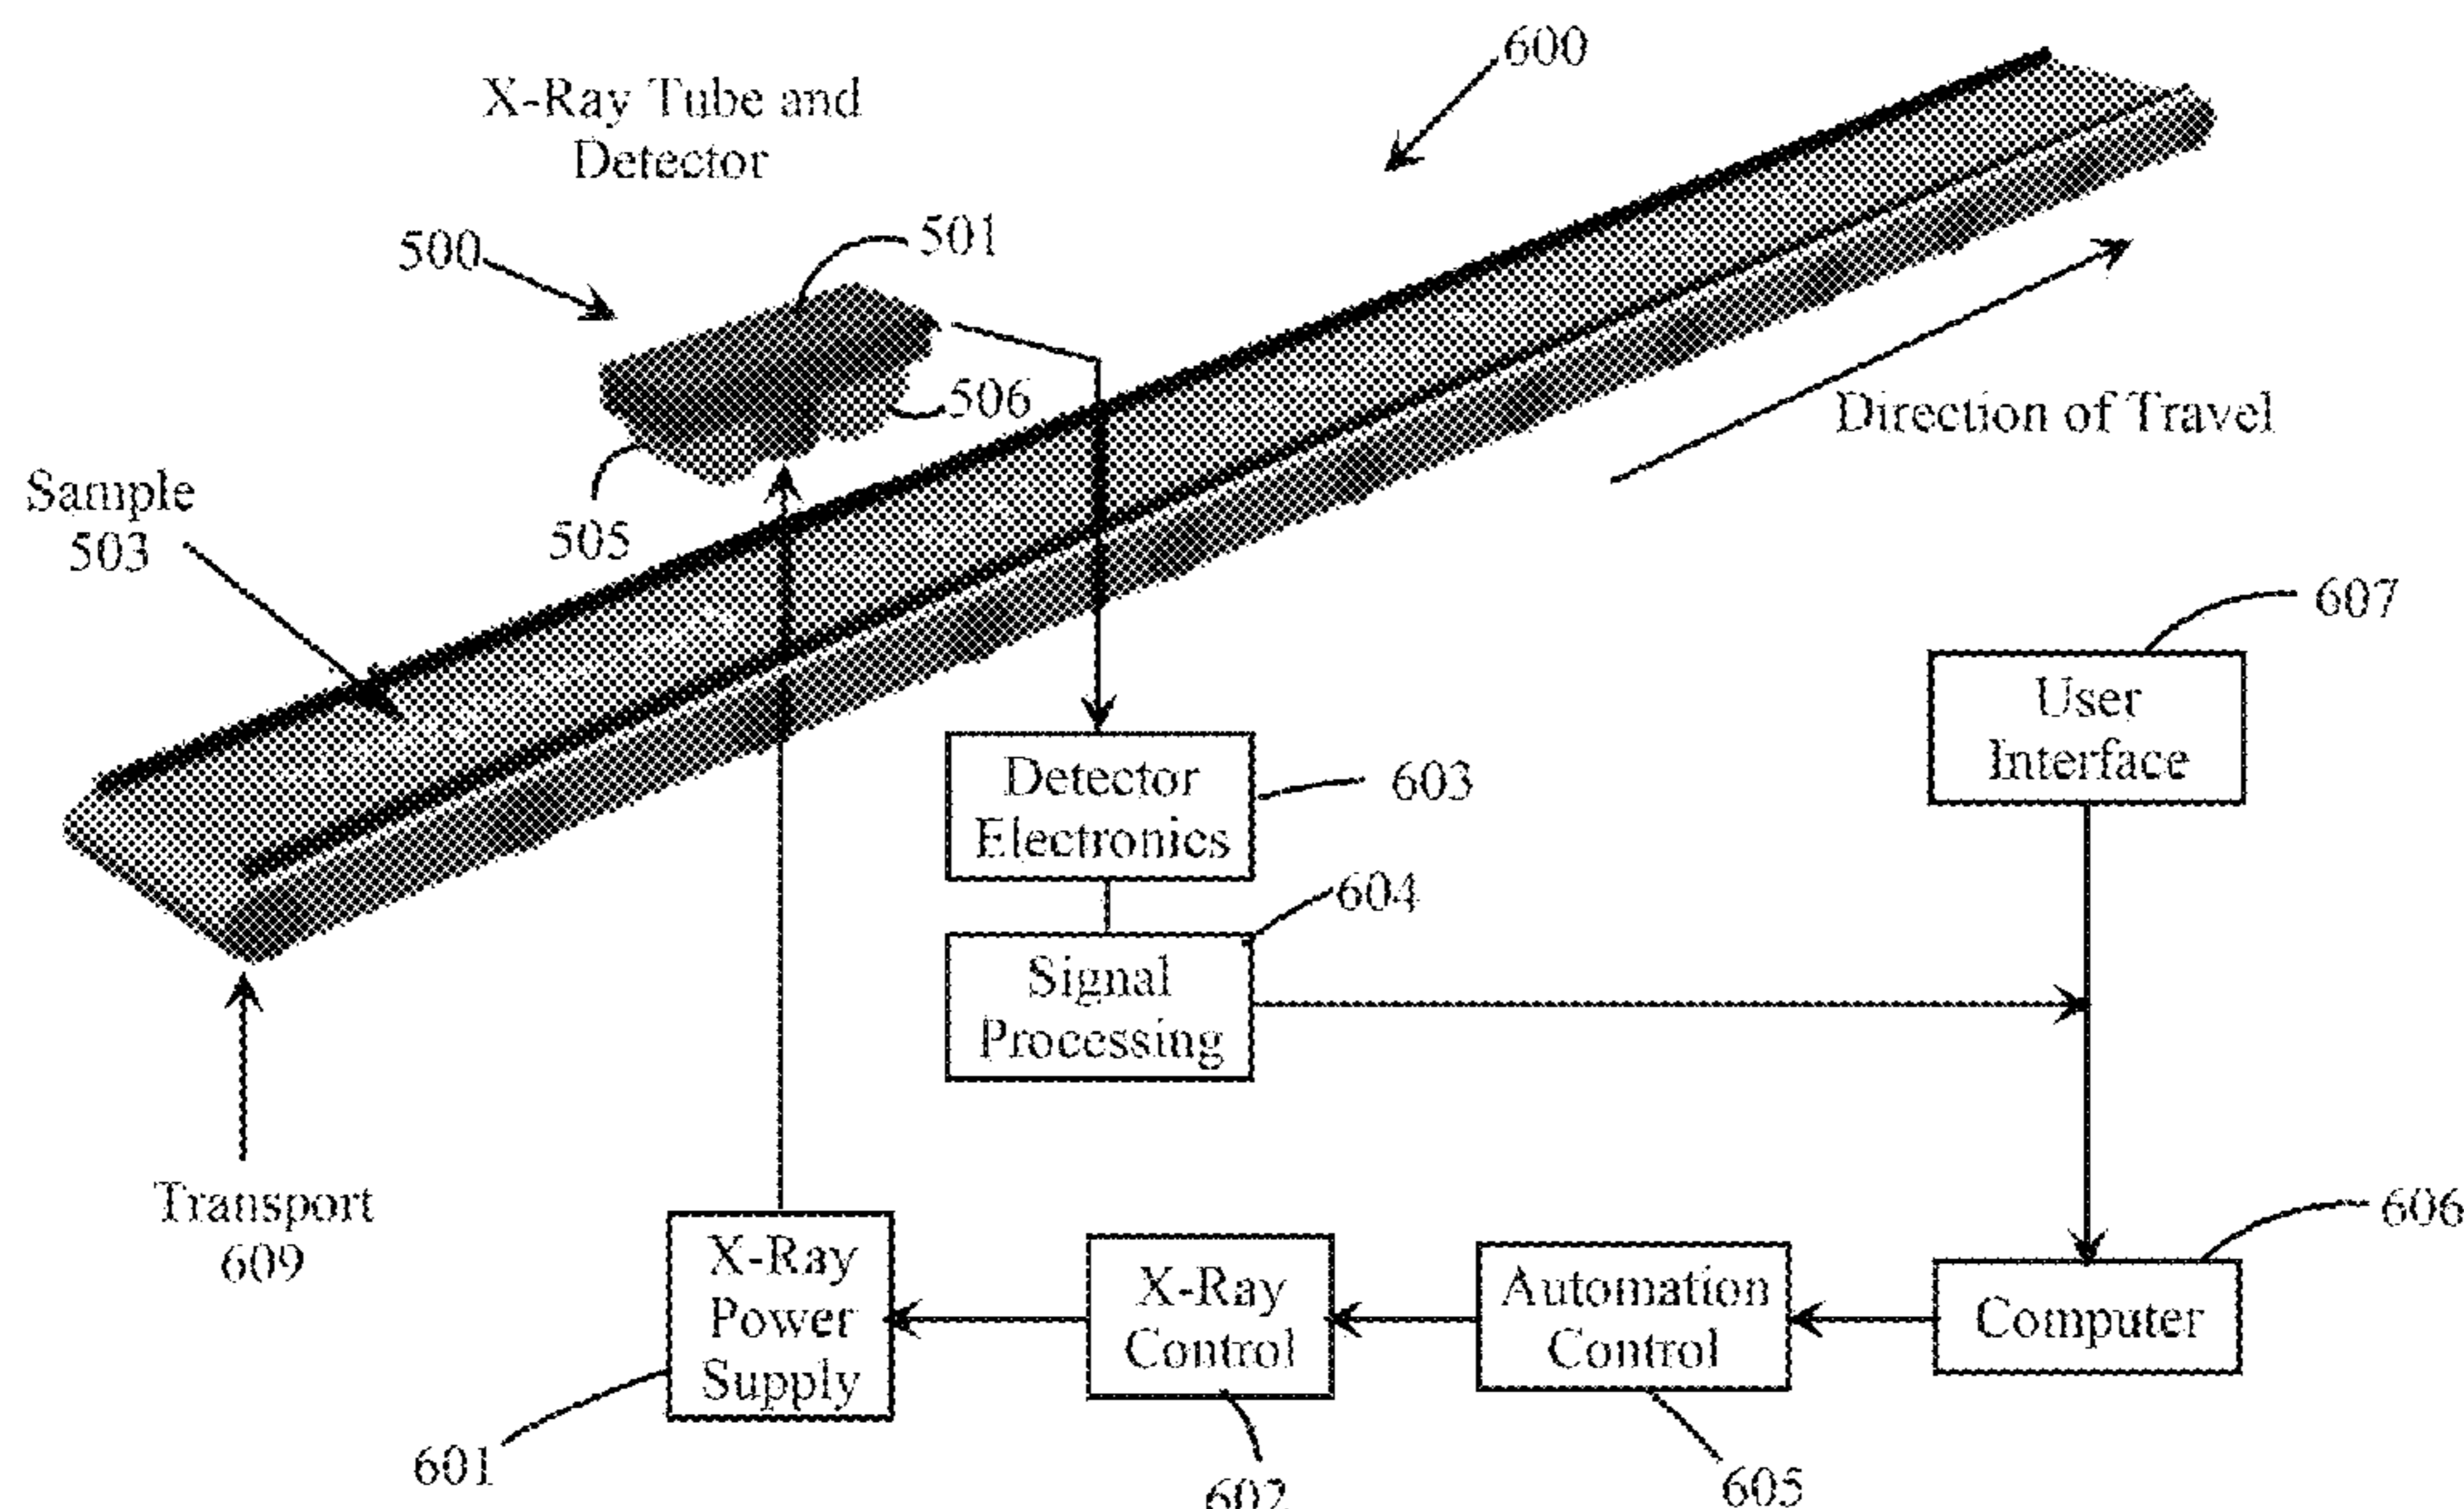 600
X-Ray Tube and
Detector
501
500
506
Direction of Travel
Sample
503
505
607
User
Interface
Detector
Electronics
603
604
Signal
Processing
Transport
609
606
X-Ray
Power
Supply
X-Ray
Control
Automation
Control
Computer
601
602
605